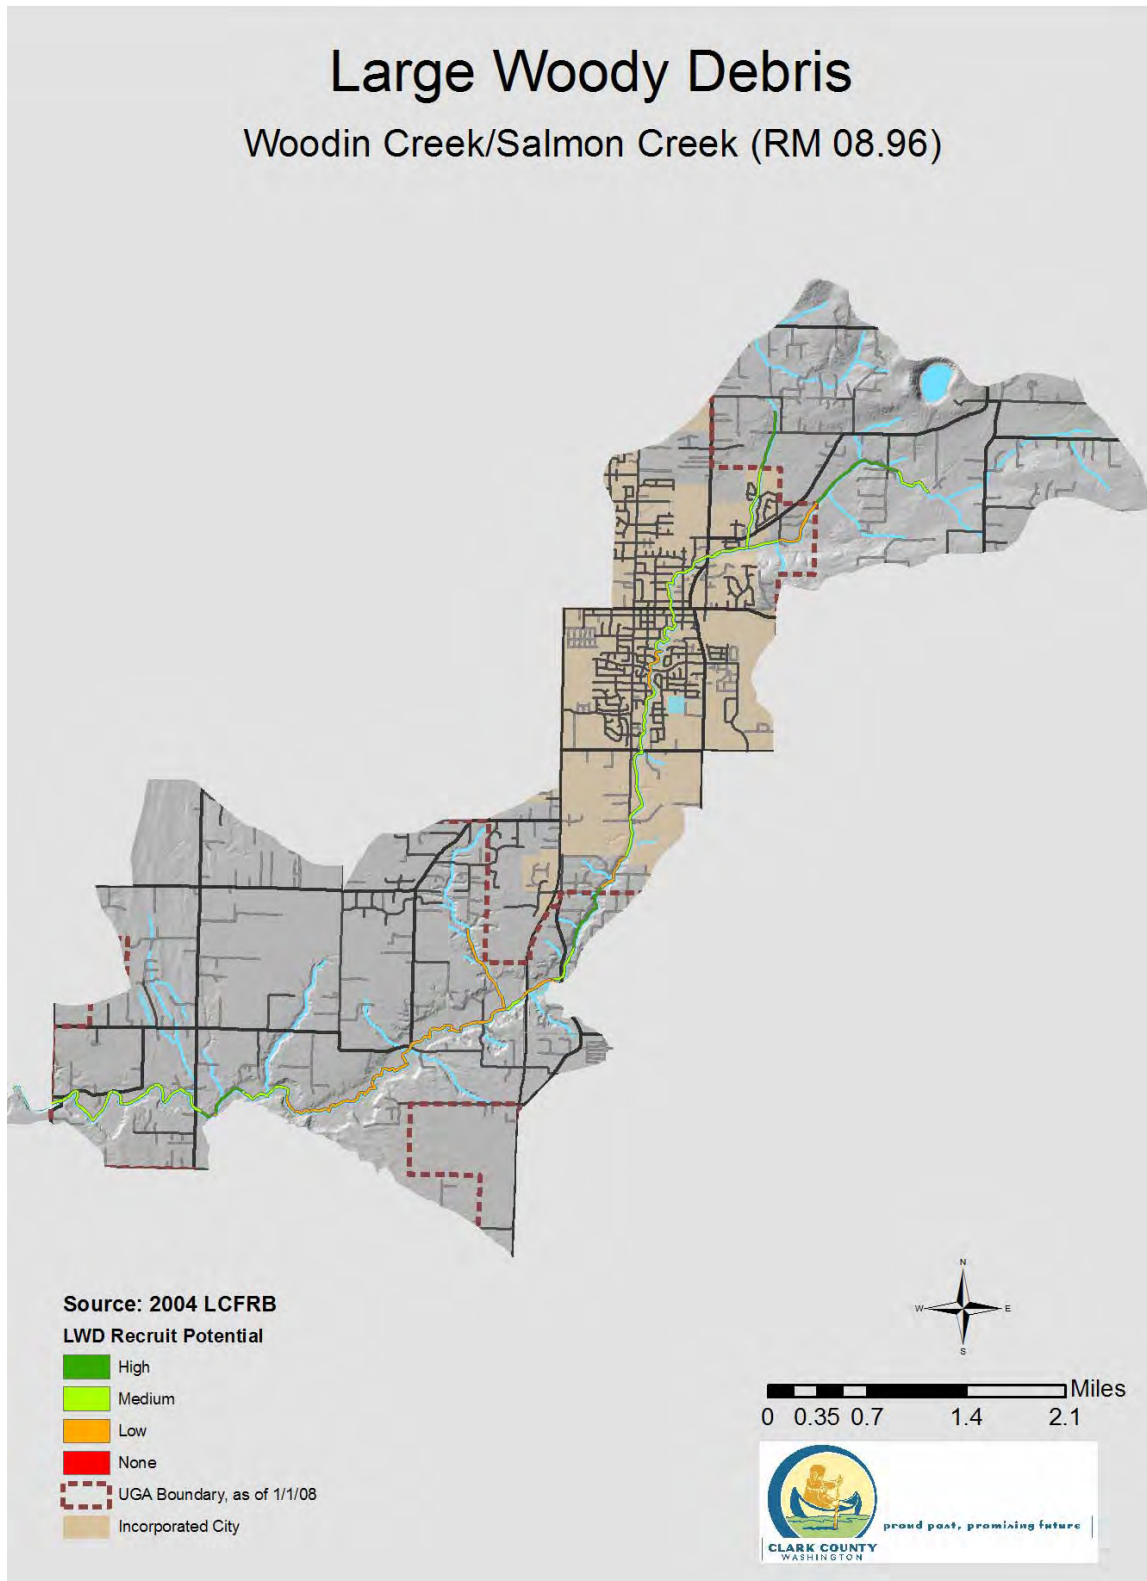 Large Woody Debris
Woodin Creek/Salmon Creek (RM 08.96)
Source: 2004 LCFRB
LWD Recruit Potential
High
Medium
Low
None
UGA Boundary, as of 1/1/08
Incorporated City
N
W E
S
Miles
0 0.35 0.7 1.4 2.1
proud past, promising future
CLARK COUNTY
WASHINGTON